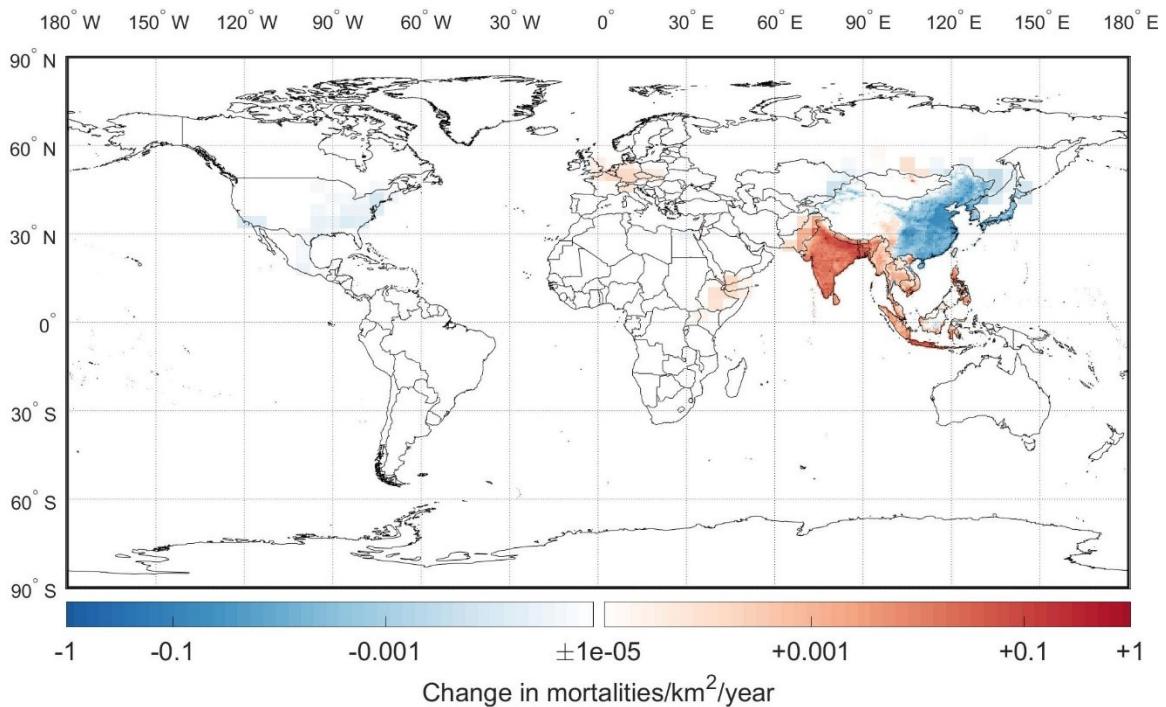 180° W 150° W 120° W 90° W 60° W 30° W 0° 30° E 60° E 90° E 120° E 150° E 180° E
90° N
60° N
30° N
0°
30° S
60° S
90° S
-1 -0.1 -0.001 ±1e-05 +0.001 +0.1 +1
Change in mortalities/km²/year